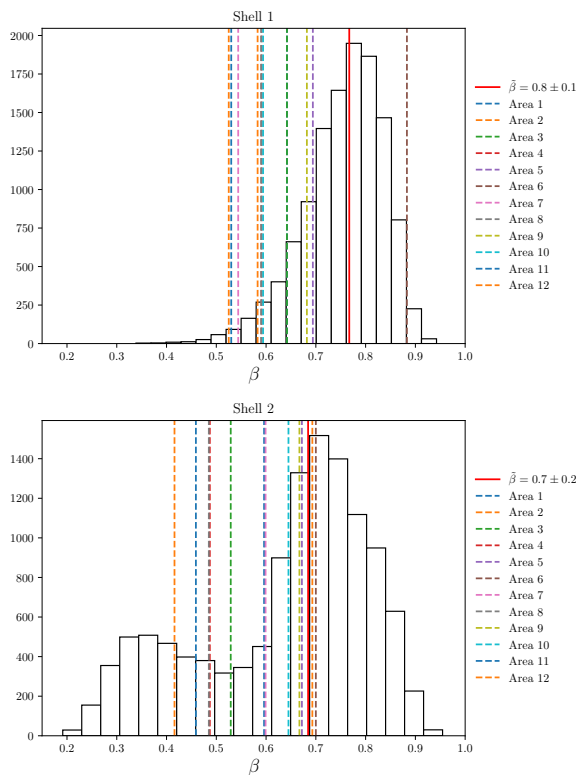 Shell 1
2000
1750
1500
1250
1000
750
500
250
0
0.2 0.3 0.4 0.5 0.6 0.7 0.8 0.9 1.0
β
β̃ = 0.8 ± 0.1
Area 1
Area 2
Area 3
Area 4
Area 5
Area 6
Area 7
Area 8
Area 9
Area 10
Area 11
Area 12
Shell 2
1400
1200
1000
800
600
400
200
0
0.2 0.3 0.4 0.5 0.6 0.7 0.8 0.9 1.0
β
β̃ = 0.7 ± 0.2
Area 1
Area 2
Area 3
Area 4
Area 5
Area 6
Area 7
Area 8
Area 9
Area 10
Area 11
Area 12